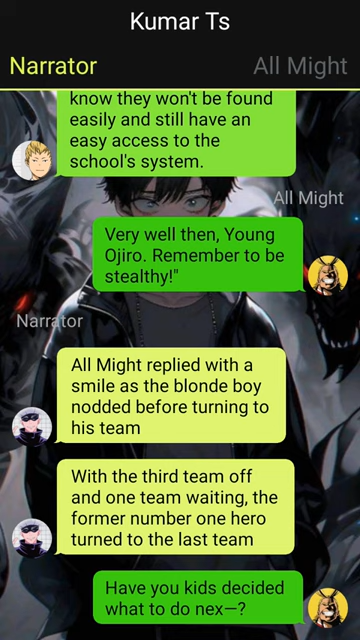 Kumar Ts
Narrator
All Might
know they won't be found
easily and still have an
easy access to the
school's system.
All Might
Very well then, Young
Ojiro. Remember to be
stealthy!"
Narrator
All Might replied with a
smile as the blonde boy
nodded before turning to
his team
With the third team off
and one team waiting, the
former number one hero
turned to the last team
Have you kids decided
what to do nex—?